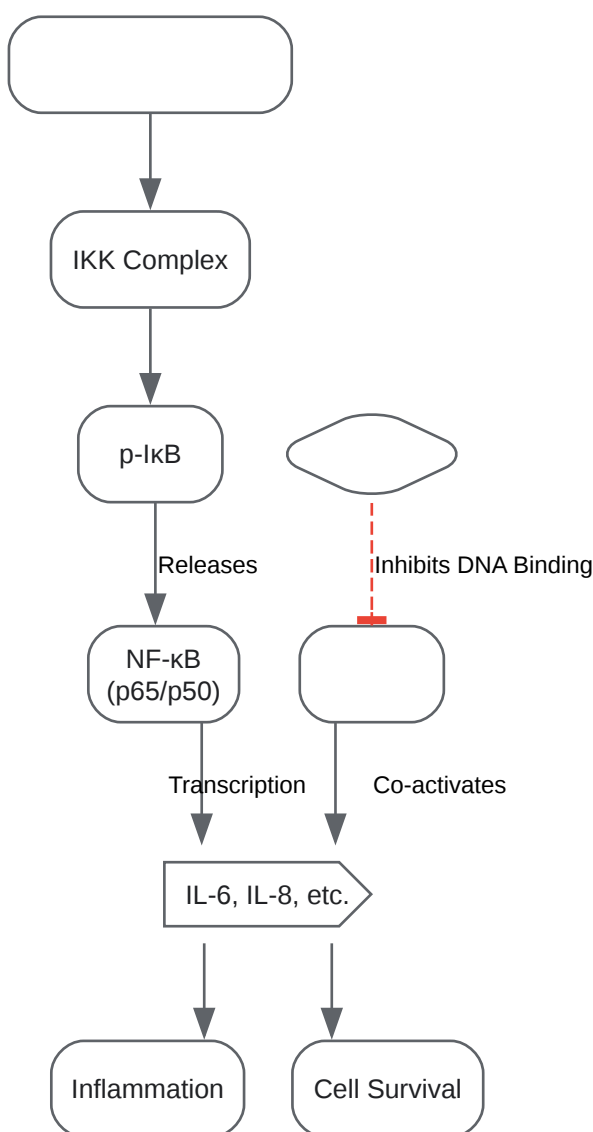 IKK Complex
p-IκB
Releases
Inhibits DNA Binding
NF-κB
(p65/p50)
Transcription
Co-activates
IL-6, IL-8, etc.
Inflammation
Cell Survival